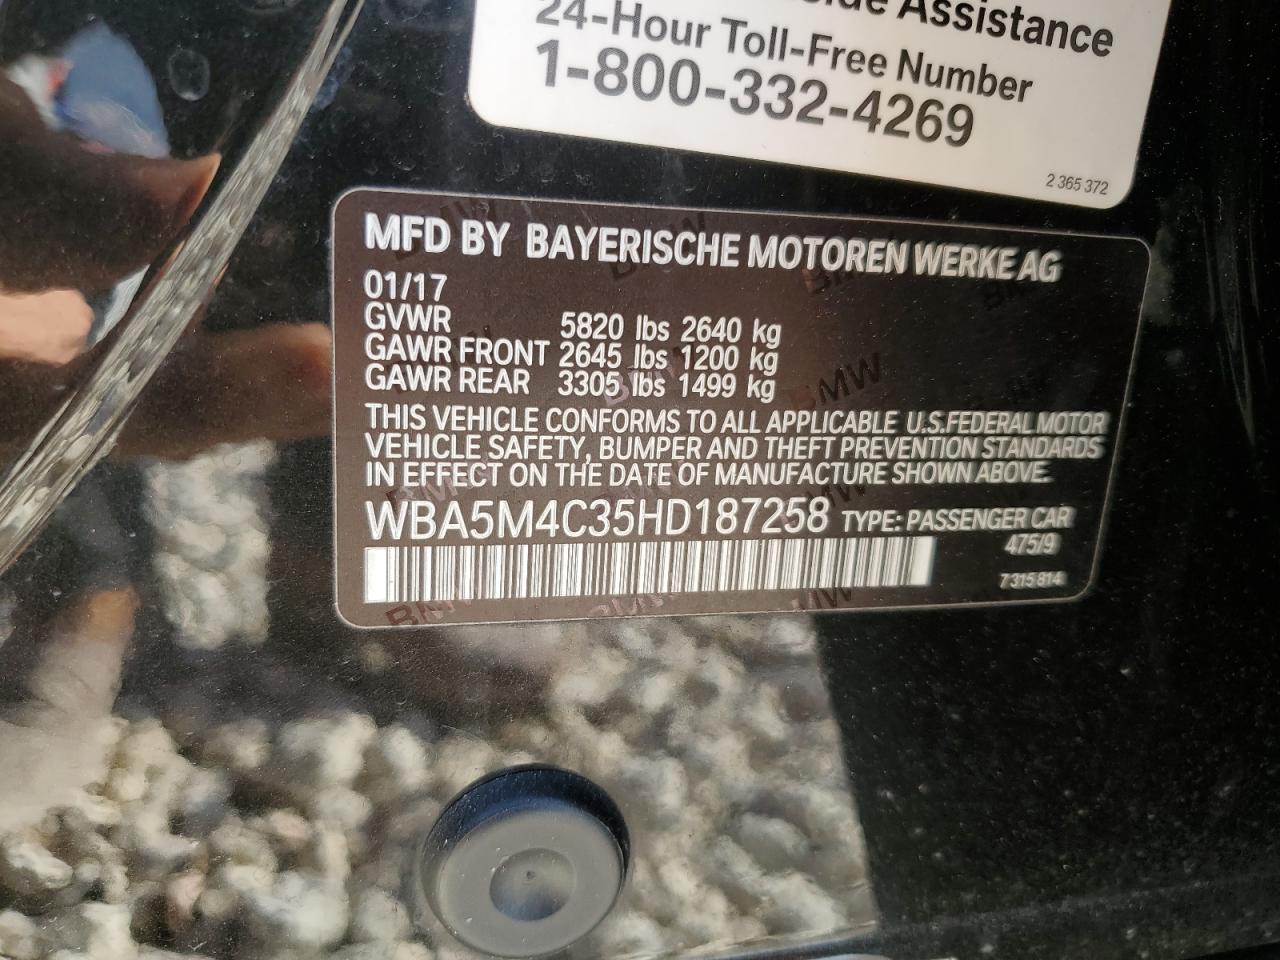 Assistance
24-Hour Toll-Free Number
1-800-332-4269
2 365 372
MFD BY BAYERISCHE MOTOREN WERKE AG
01/17
GVWR 5820 lbs 2640 kg
GAWR FRONT 2645 lbs 1200 kg
GAWR REAR 3305 lbs 1499 kg
THIS VEHICLE CONFORMS TO ALL APPLICABLE U.S.FEDERAL MOTOR
VEHICLE SAFETY, BUMPER AND THEFT PREVENTION STANDARDS
IN EFFECT ON THE DATE OF MANUFACTURE SHOWN ABOVE.
WBA5M4C35HD187258 TYPE: PASSENGER CAR
475/9
7315814